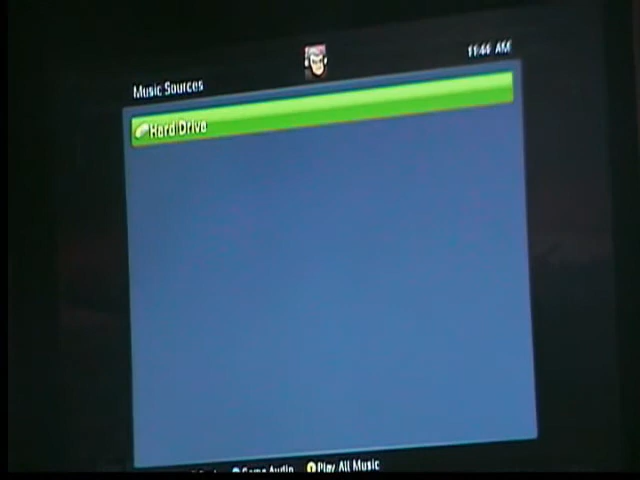 Music Sources
11:44 AM
Hard Drive
Game Audio
Play All Music